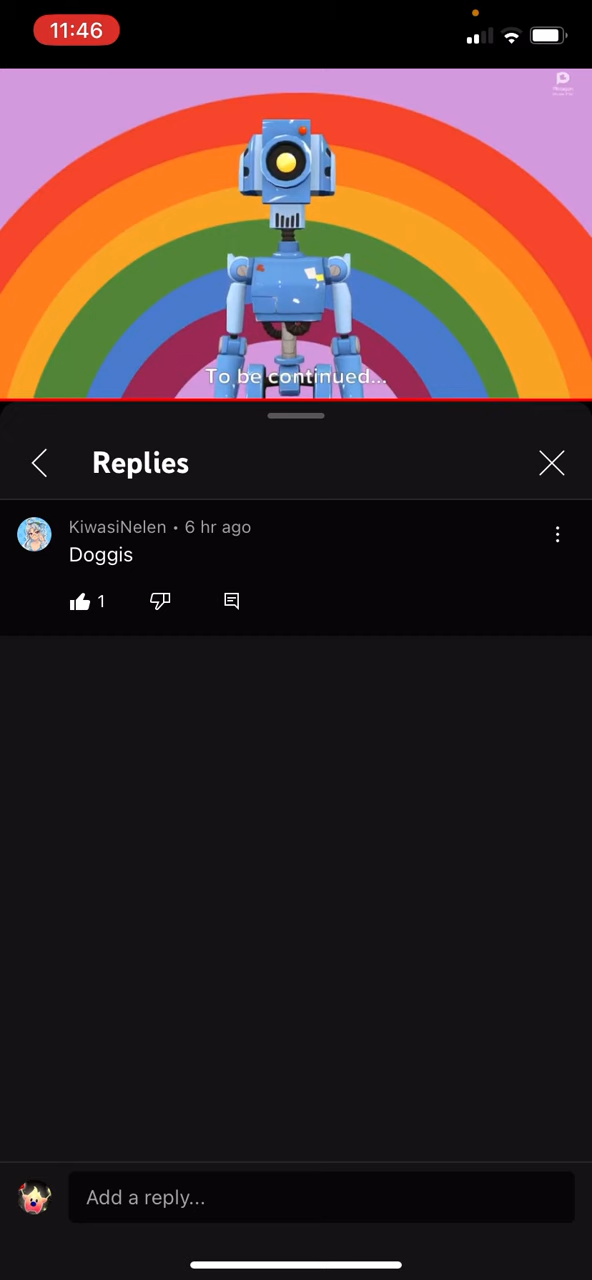 11:46
To be continued...
Replies
KiwasiNelen • 6 hr ago
Doggis
1
Add a reply...